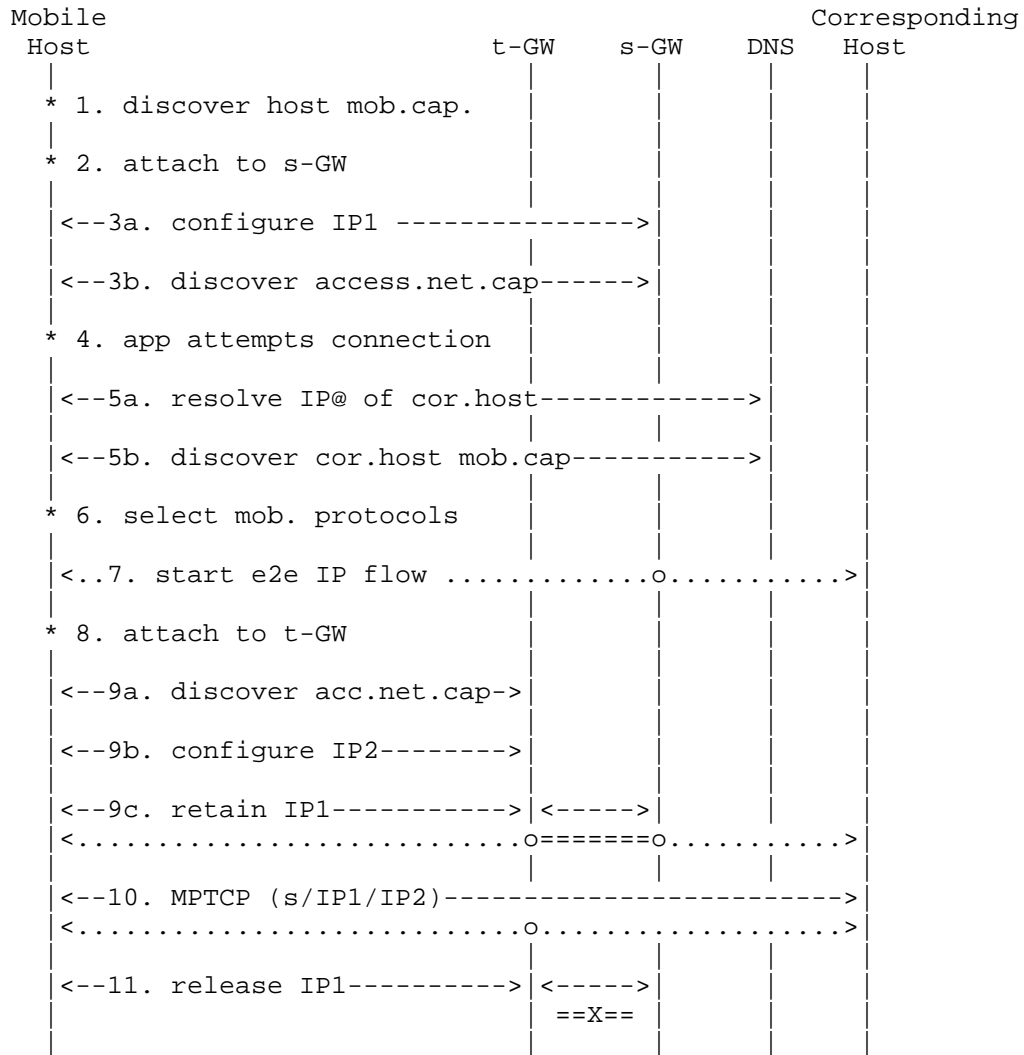 Mobile                                            Corresponding
 Host                         t-GW    s-GW    DNS   Host
* 1. discover host mob.cap.
* 2. attach to s-GW
<--3a. configure IP1 --------------->
<--3b. discover access.net.cap------>
* 4. app attempts connection
<--5a. resolve IP@ of cor.host------------->
<--5b. discover cor.host mob.cap----------->
* 6. select mob. protocols
<..7. start e2e IP flow .............o...........>
* 8. attach to t-GW
<--9a. discover acc.net.cap->
<--9b. configure IP2-------->
<--9c. retain IP1----------->|<----->
<............................o=======o...........>
<--10. MPTCP (s/IP1/IP2)------------------------->
<............................o...................>
<--11. release IP1---------->|<----->
==X==